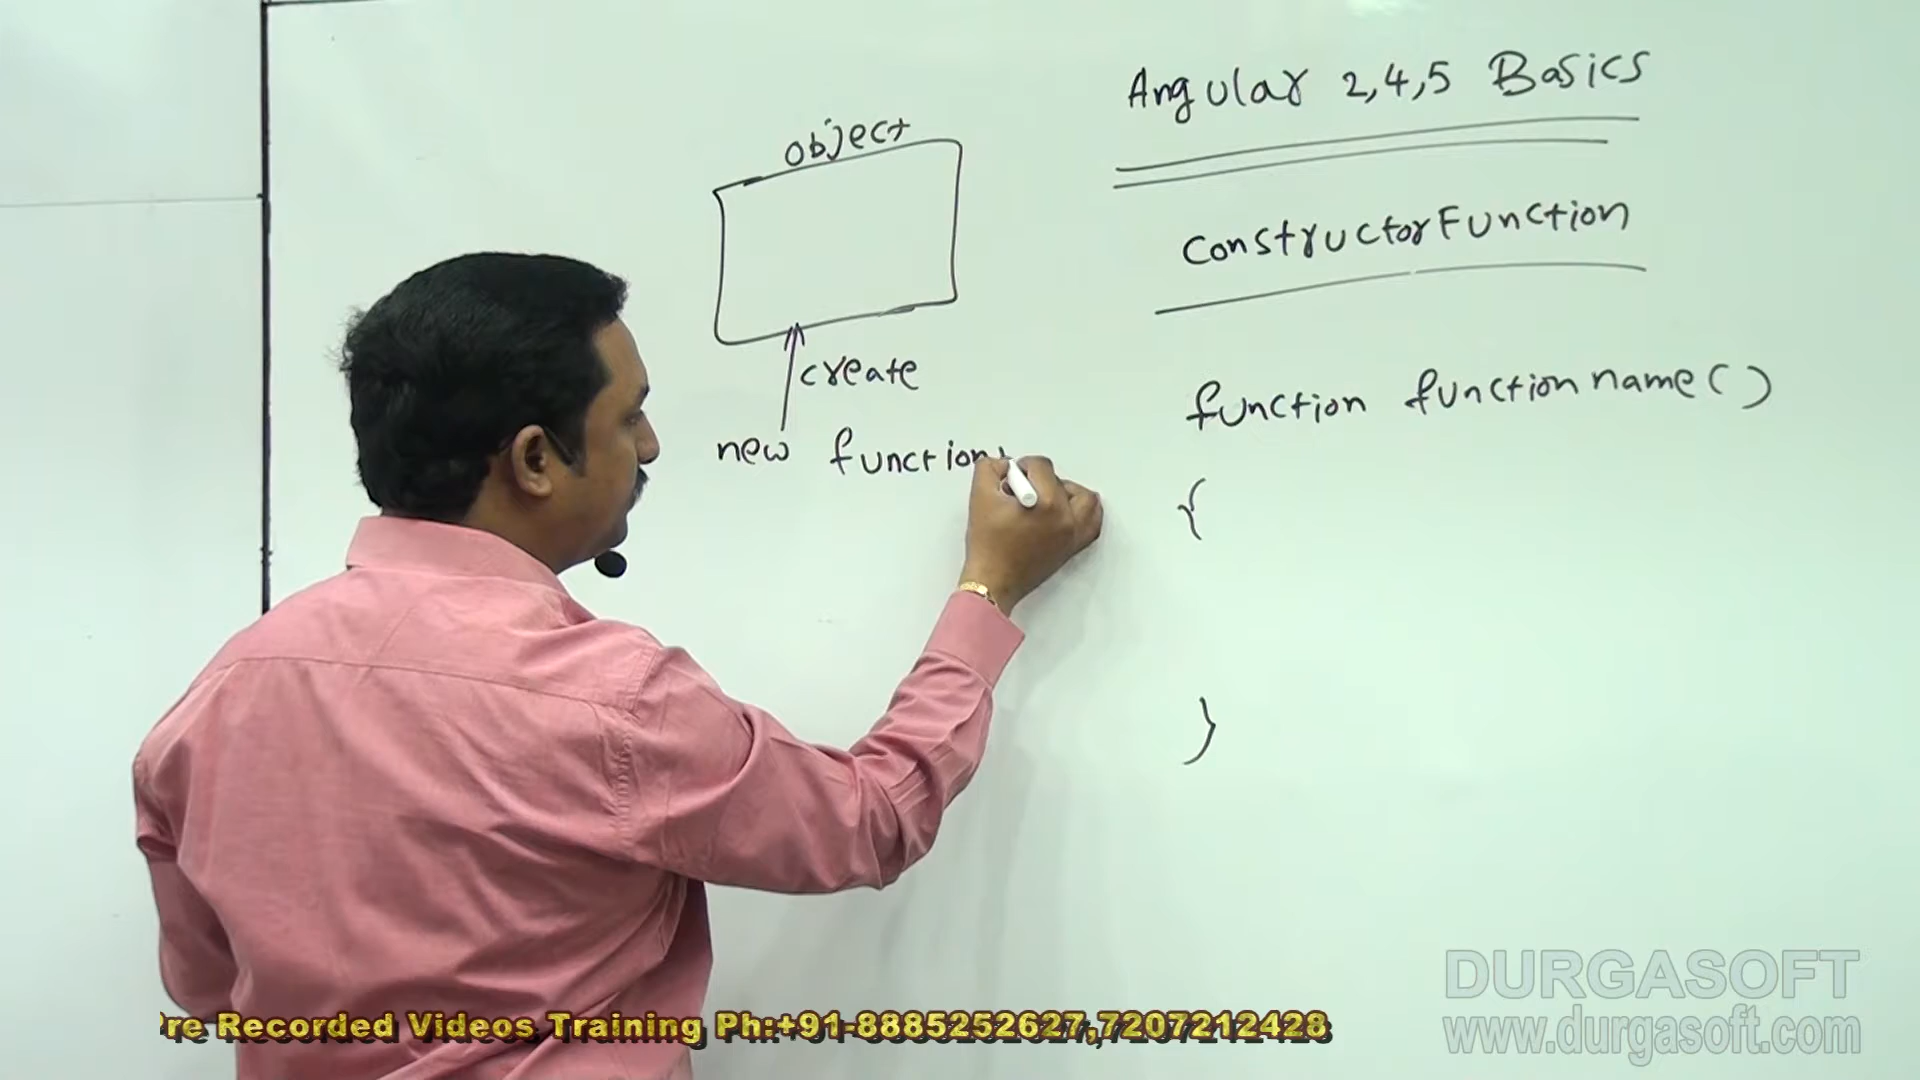 Angular 2,4,5 Basics
object
ConstructorFunction
create
function functionname()
new function
{
}
DURGASOFT
www.durgasoft.com
Pre Recorded Videos Training Ph:+91-8885252627,7207212428